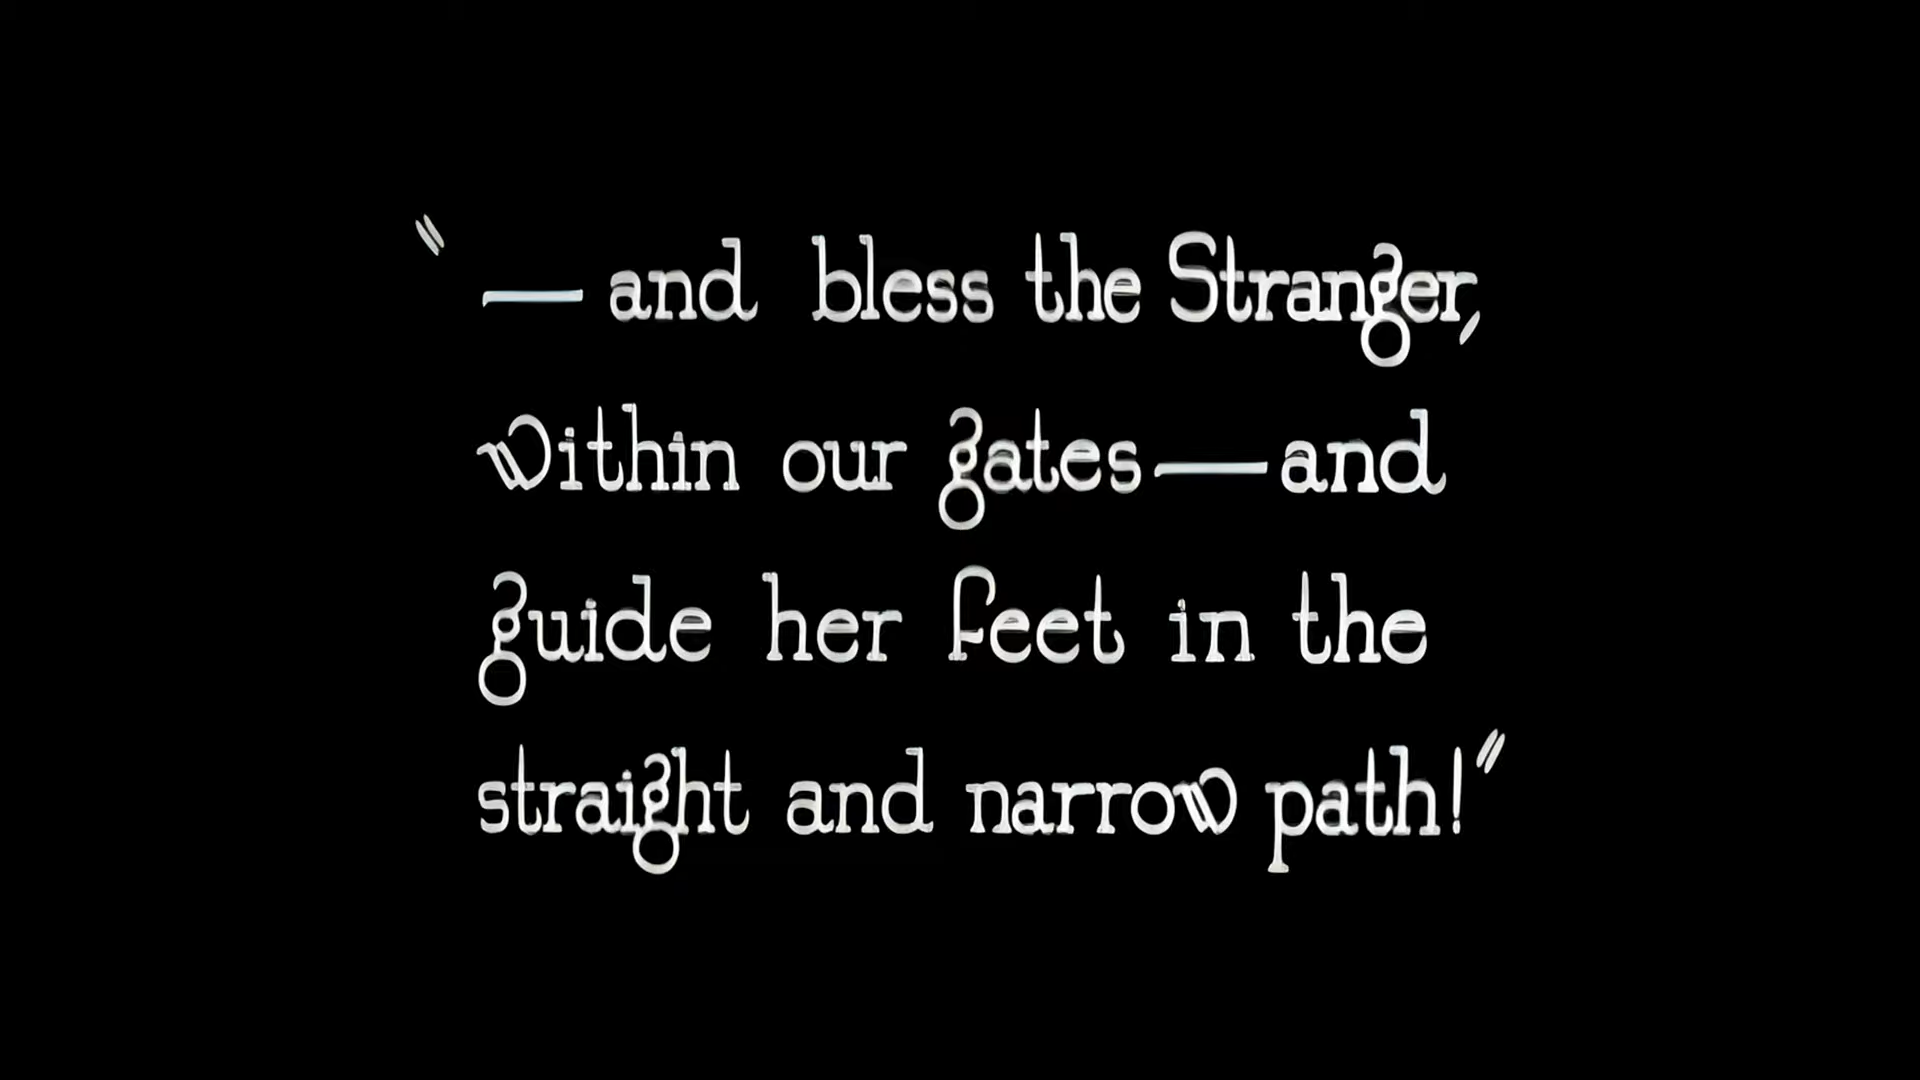 "—and bless the Stranger,
within our gates—and
guide her feet in the
straight and narrow path!"